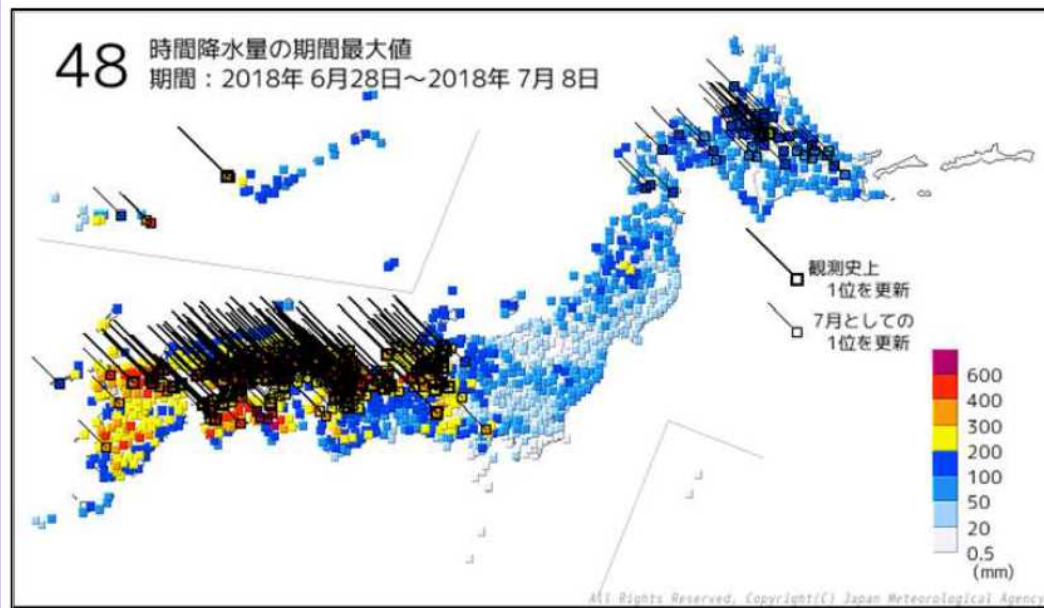 48
時間降水量の期間最大値
期間：2018年 6月28日～2018年 7月 8日
観測史上
1位を更新
7月としての
1位を更新
600
400
300
200
100
50
20
0.5
(mm)
All Rights Reserved, Copyright(C) Japan Meteorological Agency